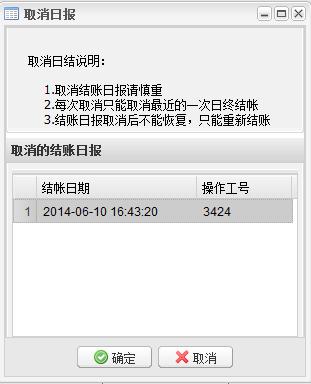 取消日报
取消日结说明：
1.取消结账日报请慎重
2.每次取消只能取消最近的一次日终结帐
3.结账日报取消后不能恢复，只能重新结账
取消的结账日报
结帐日期 操作工号
1 2014-06-10 16:43:20 3424
确定 取消